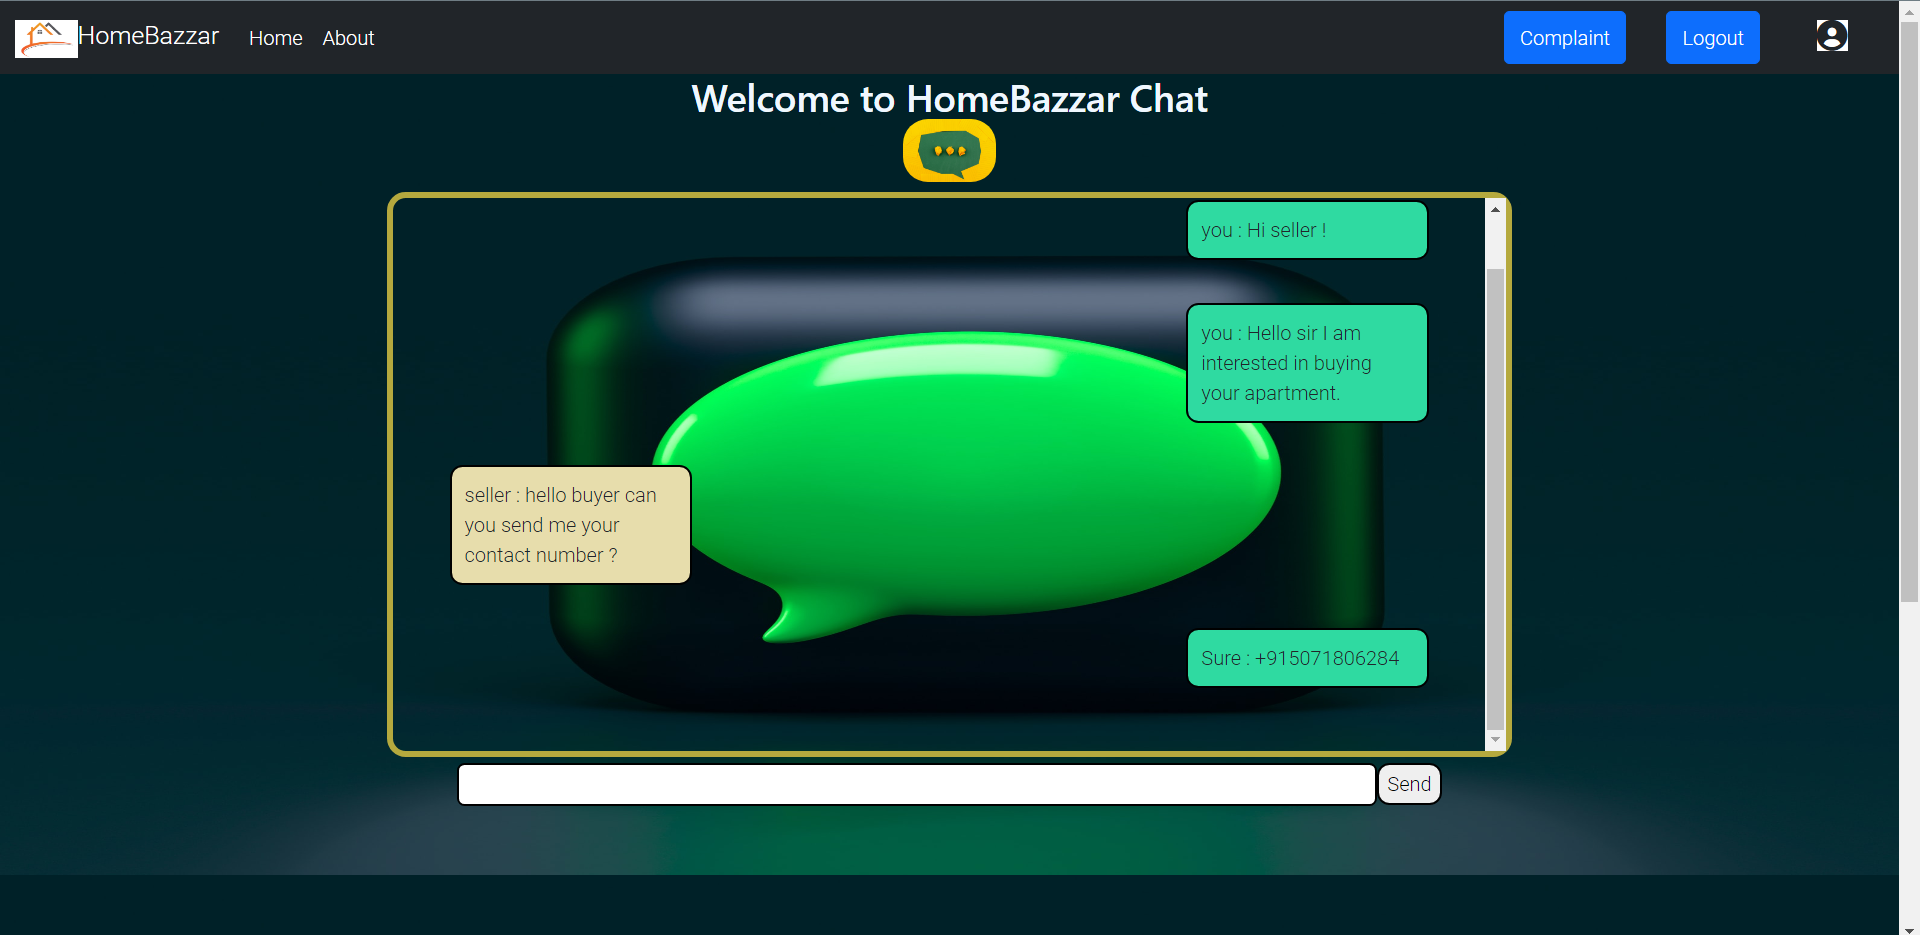 HomeBazzar
Home
About
Complaint
Logout
Welcome to HomeBazzar Chat
you : Hi seller !
you : Hello sir I am
interested in buying
your apartment.
seller : hello buyer can
you send me your
contact number ?
Sure : +915071806284
Send